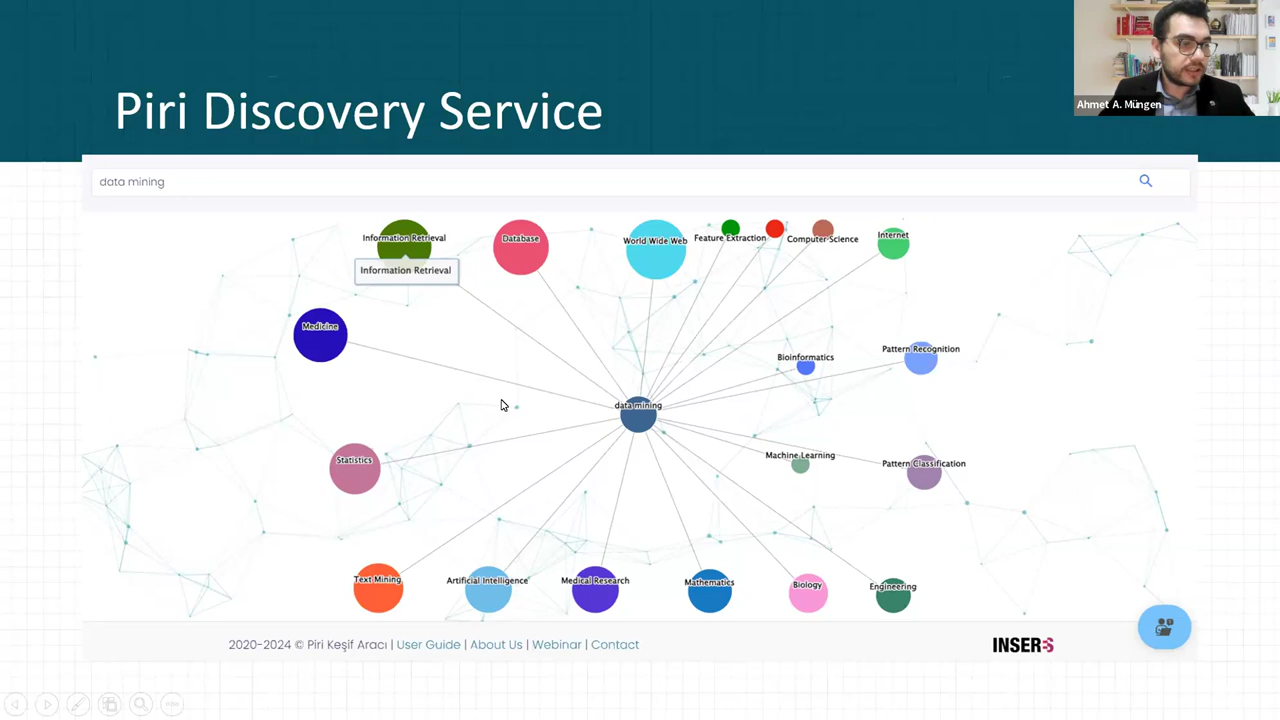 Ahmet A. Müngen
Piri Discovery Service
data mining
Information Retrieval
Database
World Wide Web
Feature Extraction
Computer Science
Internet
Information Retrieval
Medicine
Bioinformatics
Pattern Recognition
data mining
Statistics
Machine Learning
Pattern Classification
Text Mining
Artificial Intelligence
Medical Research
Mathematics
Biology
Engineering
2020-2024 © Piri Keşif Aracı | User Guide | About Us | Webinar | Contact
INSERS